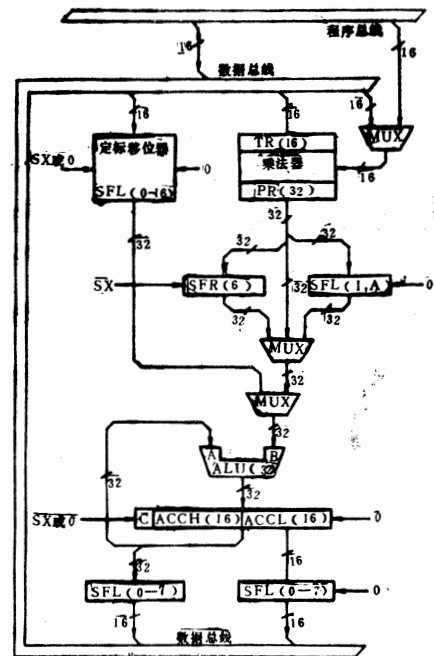 程序总线
16
16
数据总线
16
16
16
16
MUX
定标移位器
TR(16)
SX或0
0
乘法器
16
SFL(0-16)
PR(32)
32
32
32
32
32
SX
SFR(6)
SFL(1,A)
0
32
32
MUX
32
MUX
32
A
B
ALU(32)
32
32
SX或0
C
ACCH(16)
ACCL(16)
0
32
16
SFL(0-7)
SFL(0-7)
0
16
16
数据总线